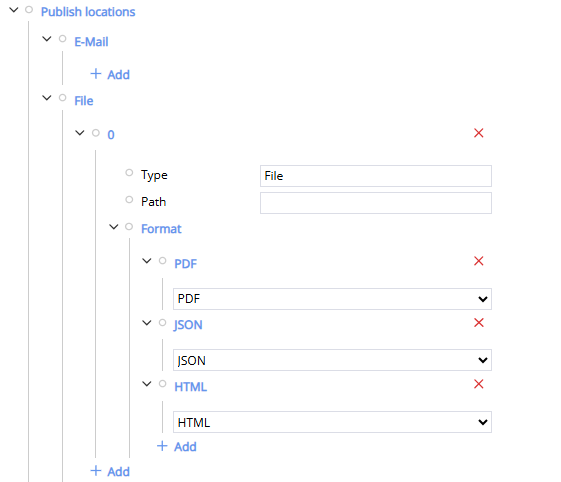 Publish locations
E-Mail
Add
File
0
Type File
Path
Format
PDF
PDF
JSON
JSON
HTML
HTML
Add
Add